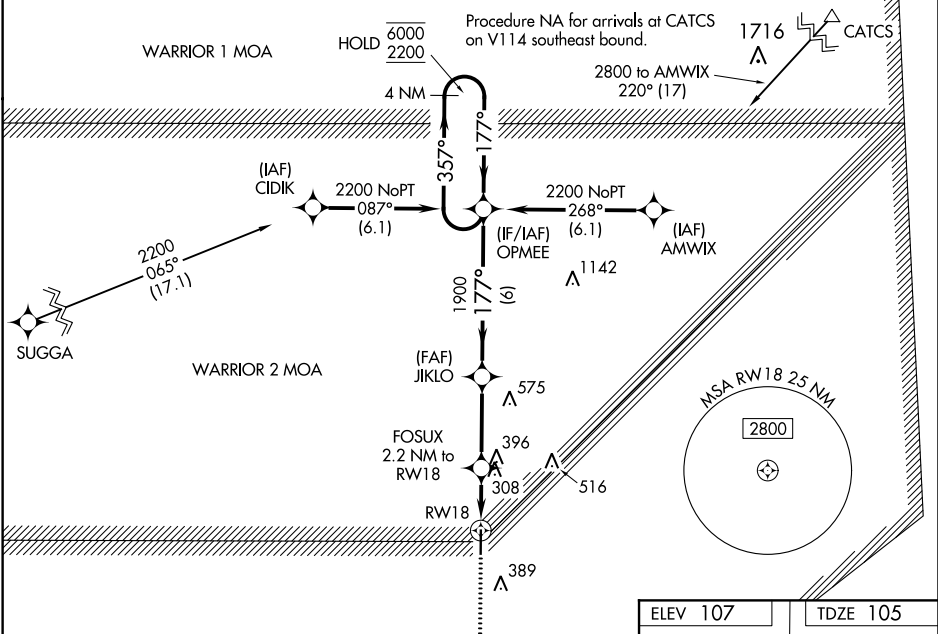 Procedure NA for arrivals at CATCS
on V114 southeast bound.
WARRIOR 1 MOA
HOLD 6000
2200
4 NM
1716
CATCS
2800 to AMWIX
220° (17)
357°
177°
(IAF)
CIDIK
2200 NoPT
087°
(6.1)
2200 NoPT
268°
(6.1)
(IF/IAF)
OPMEE
(IAF)
AMWIX
2200
065°
(17.1)
SUGGA
1900
177°
(6)
1142
WARRIOR 2 MOA
(FAF)
JIKLO
575
MSA RW18 25 NM
2800
FOSUX
2.2 NM to
RW18
396
308
516
RW18
389
ELEV 107
TDZE 105